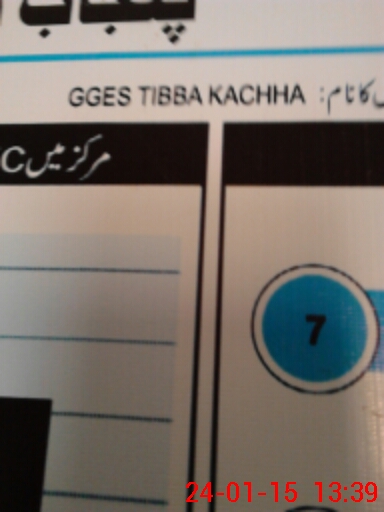 GGES TIBBA KACHHA :کا نام
مرکز میں C
7
24-01-15 13:39